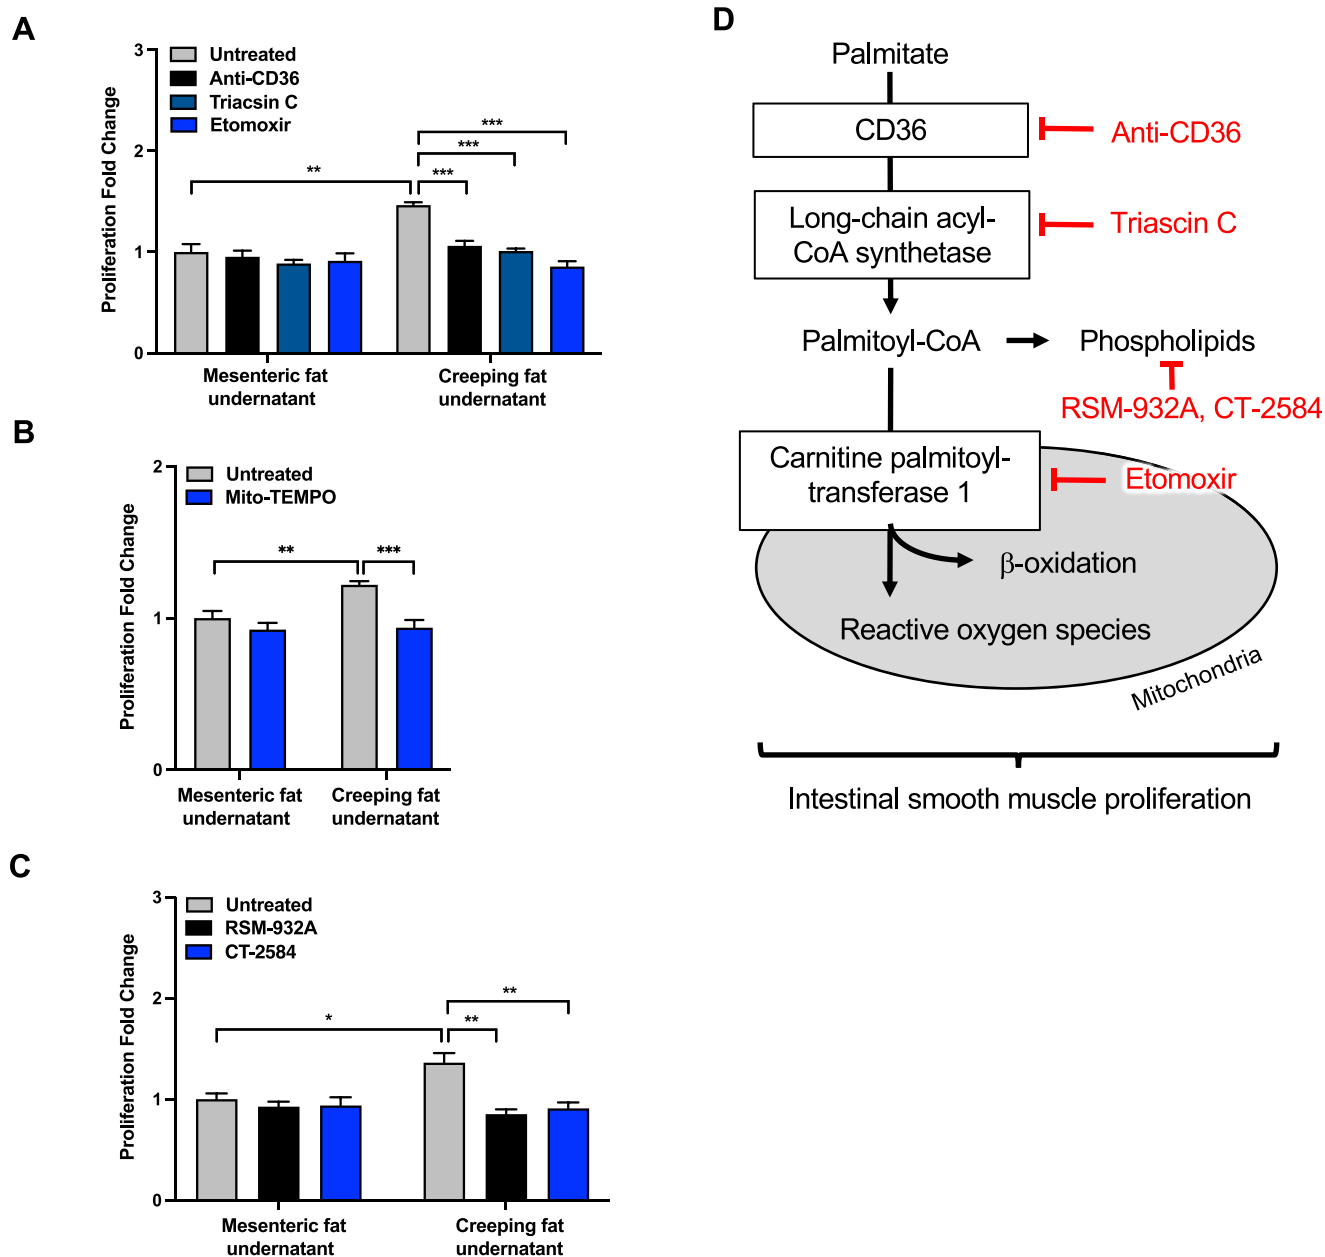 A
Proliferation Fold Change
3
2
1
0
Untreated
Anti-CD36
Triacsin C
Etomoxir
**
***
***
***
Mesenteric fat
undernatant
Creeping fat
undernatant
B
Proliferation Fold Change
2
1
0
Untreated
Mito-TEMPO
**
***
Mesenteric fat
undernatant
Creeping fat
undernatant
C
Proliferation Fold Change
3
2
1
0
Untreated
RSM-932A
CT-2584
*
**
**
Mesenteric fat
undernatant
Creeping fat
undernatant
D
Palmitate
CD36
Anti-CD36
Long-chain acyl-
CoA synthetase
Triascin C
Palmitoyl-CoA
Phospholipids
RSM-932A, CT-2584
Carnitine palmitoyl-
transferase 1
Etomoxir
β-oxidation
Reactive oxygen species
Mitochondria
Intestinal smooth muscle proliferation